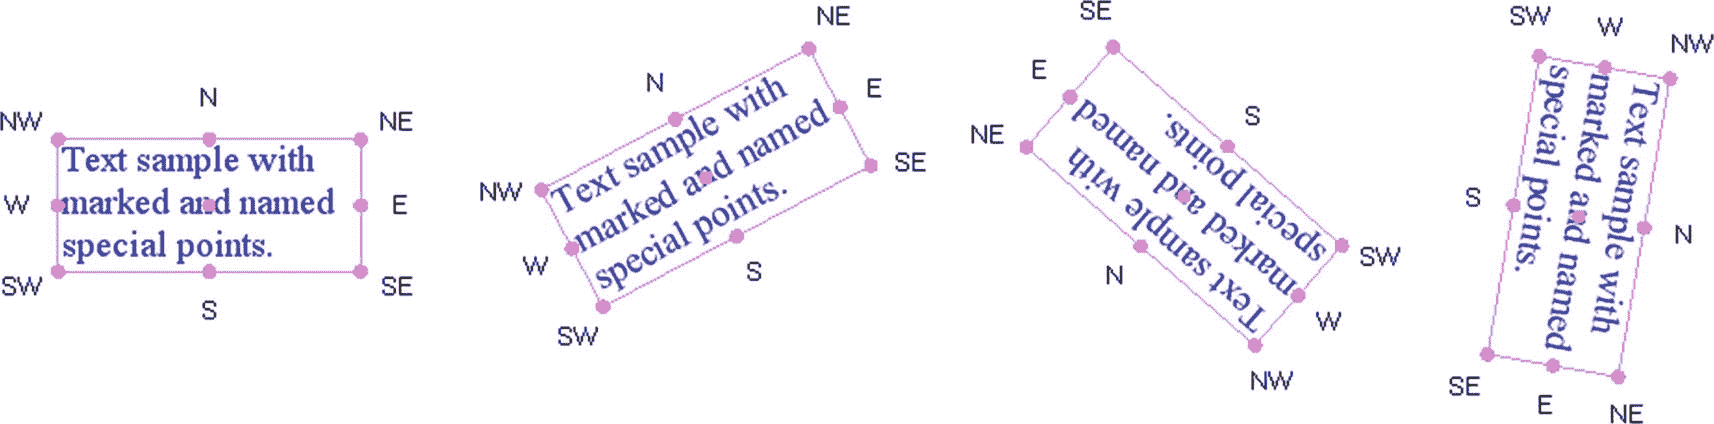 N
NW
NE
Text sample with
W
marked and named
E
special points.
SW
SE
S
NE
N
E
Text sample with
NW
marked and named
SE
special points.
W
S
SW
SE
E
S
NE
special points.
marked and named
Text sample with
SW
N
W
NW
SW
W
NW
Text sample with
marked and named
special points.
S
N
SE
E
NE